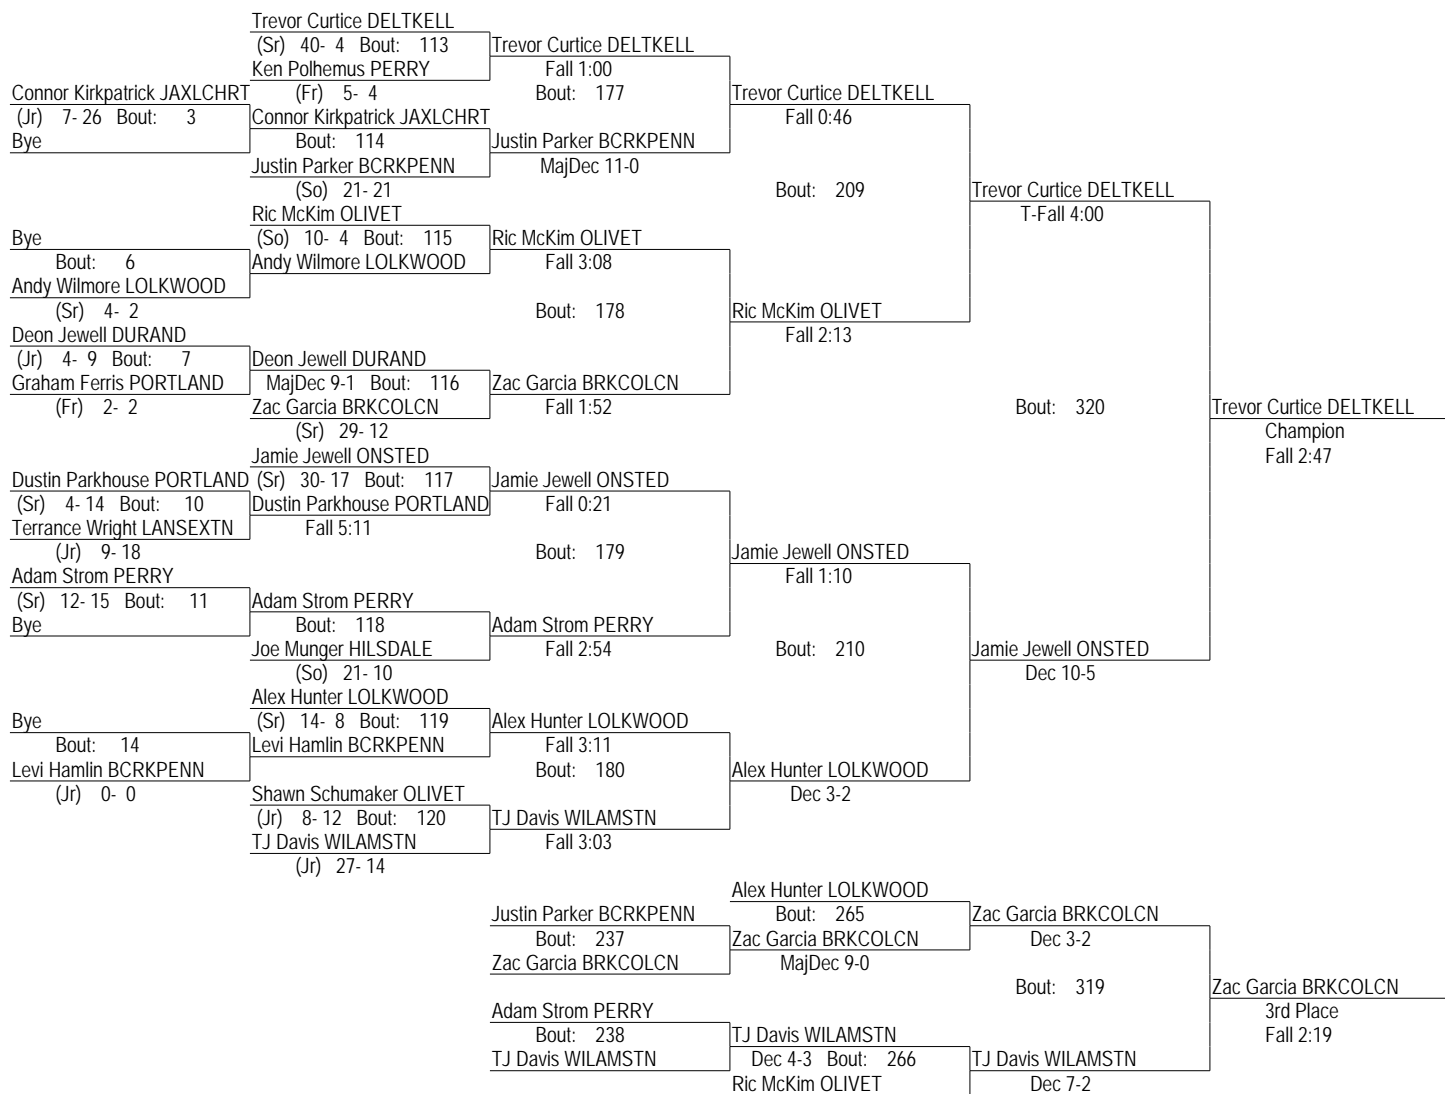 Trevor Curtice DELTKELL
(Sr) 40- 4 Bout: 113 Trevor Curtice DELTKELL
Ken Polhemus PERRY Fall 1:00
Connor Kirkpatrick JAXLCHRT (Fr) 5- 4 Bout: 177 Trevor Curtice DELTKELL
(Jr) 7- 26 Bout: 3 Connor Kirkpatrick JAXLCHRT Fall 0:46
Bye Bout: 114 Justin Parker BCRKPENN
Justin Parker BCRKPENN MajDec 11-0
(So) 21- 21 Bout: 209 Trevor Curtice DELTKELL
Ric McKim OLIVET T-Fall 4:00
Bye (So) 10- 4 Bout: 115 Ric McKim OLIVET
Bout: 6 Andy Wilmore LOLKWOOD Fall 3:08
Andy Wilmore LOLKWOOD
(Sr) 4- 2 Bout: 178 Ric McKim OLIVET
Deon Jewell DURAND Fall 2:13
(Jr) 4- 9 Bout: 7 Deon Jewell DURAND
Graham Ferris PORTLAND MajDec 9-1 Bout: 116 Zac Garcia BRKCOLCN
(Fr) 2- 2 Zac Garcia BRKCOLCN Fall 1:52 Bout: 320 Trevor Curtice DELTKELL
(Sr) 29- 12 Champion
Jamie Jewell ONSTED Fall 2:47
Dustin Parkhouse PORTLAND (Sr) 30- 17 Bout: 117 Jamie Jewell ONSTED
(Sr) 4- 14 Bout: 10 Dustin Parkhouse PORTLAND Fall 0:21
Terrance Wright LANSEXTN Fall 5:11
(Jr) 9- 18 Bout: 179 Jamie Jewell ONSTED
Adam Strom PERRY Fall 1:10
(Sr) 12- 15 Bout: 11 Adam Strom PERRY
Bye Bout: 118 Adam Strom PERRY
Joe Munger HILSDALE Fall 2:54 Bout: 210 Jamie Jewell ONSTED
(So) 21- 10 Dec 10-5
Alex Hunter LOLKWOOD
Bye (Sr) 14- 8 Bout: 119 Alex Hunter LOLKWOOD
Bout: 14 Levi Hamlin BCRKPENN Fall 3:11
Levi Hamlin BCRKPENN Bout: 180 Alex Hunter LOLKWOOD
(Jr) 0- 0 Shawn Schumaker OLIVET Dec 3-2
(Jr) 8- 12 Bout: 120 TJ Davis WILAMSTN
TJ Davis WILAMSTN Fall 3:03
(Jr) 27- 14
Alex Hunter LOLKWOOD
Justin Parker BCRKPENN Bout: 265 Zac Garcia BRKCOLCN
Bout: 237 Zac Garcia BRKCOLCN Dec 3-2
Zac Garcia BRKCOLCN MajDec 9-0
Bout: 319 Zac Garcia BRKCOLCN
Adam Strom PERRY 3rd Place
Bout: 238 TJ Davis WILAMSTN Fall 2:19
TJ Davis WILAMSTN Dec 4-3 Bout: 266 TJ Davis WILAMSTN
Ric McKim OLIVET Dec 7-2